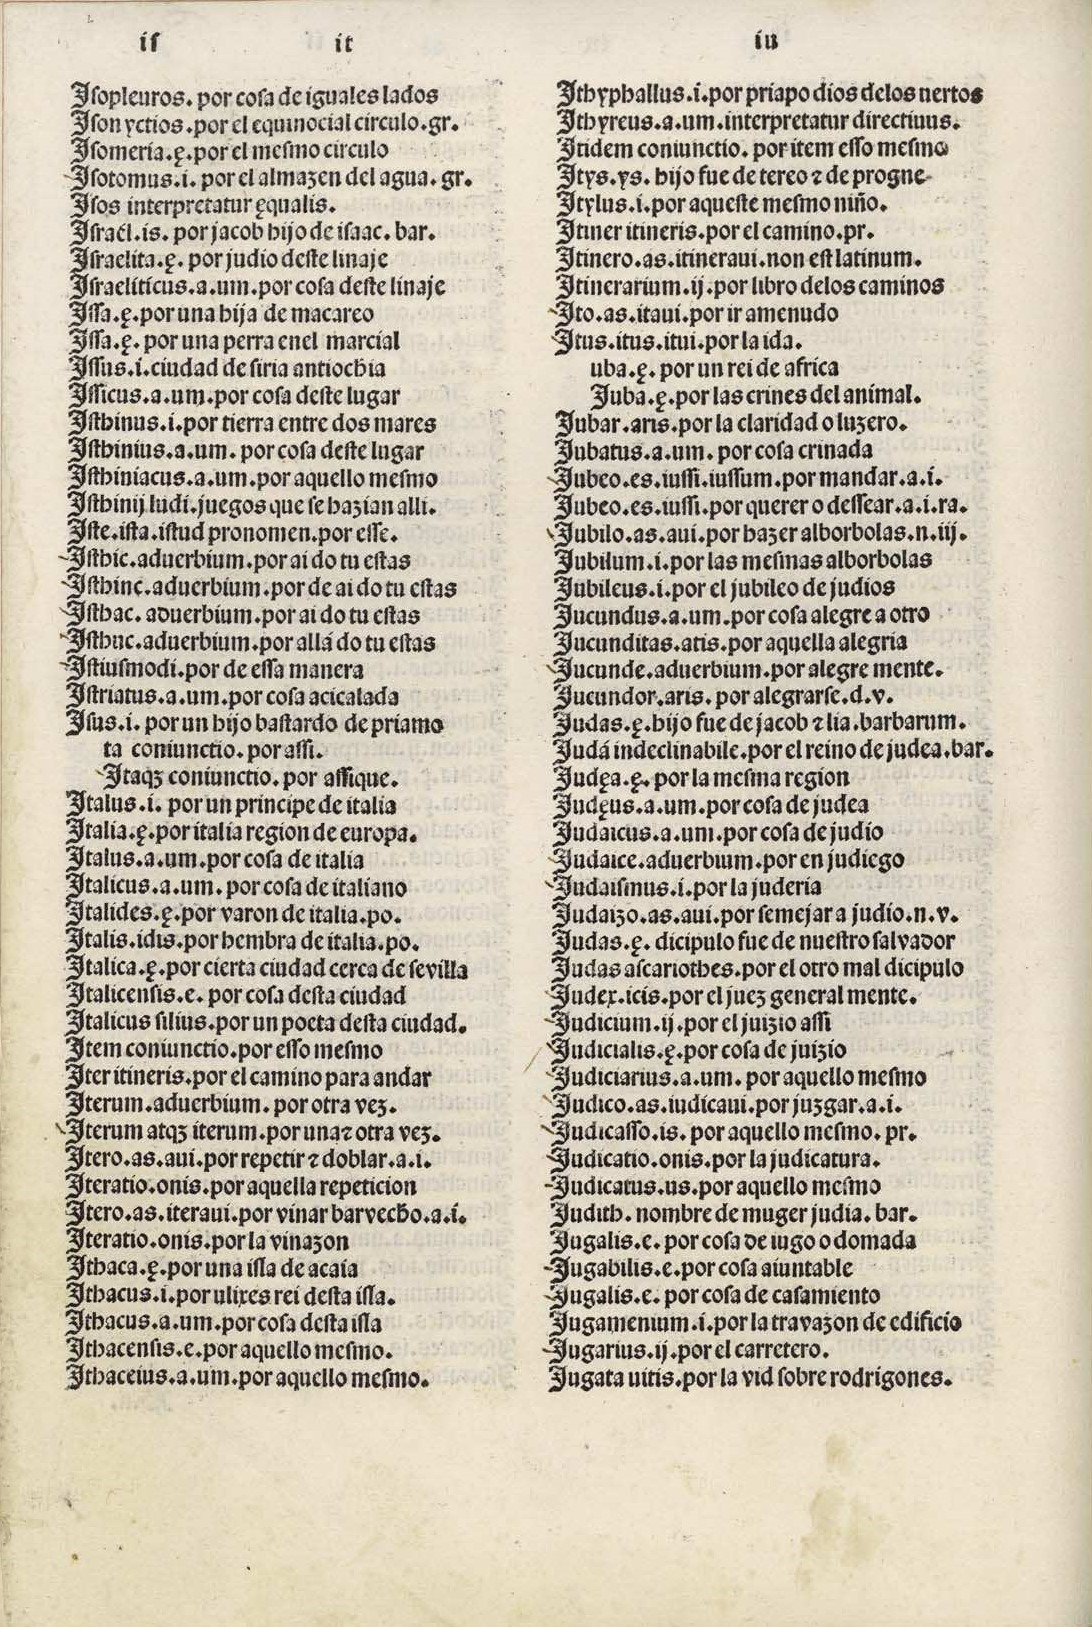 is it iu
Isopleuros. por cosa de iguales lados
Isonyctios. por el equinocial circulo. gr.
Isomeria.ę. por el mesmo circulo
Isotomus.i. por el almazen del agua. gr.
Isos interpretatur ęqualis.
Israél.is. por jacob hijo de isaac. bar.
Israelita.ę. por judio deste linaje
Israeliticus.a.um. por cosa deste linaje
Issa.ę. por una hija de macareo
Issa.ę. por una perra enel marcial
Issus.i. ciudad de siria antiochia
Issicus.a.um. por cosa deste lugar
Isthinus.i. por tierra entre dos mares
Isthinius.a.um. por cosa deste lugar
Isthiniacus.a.um. por aquello mesmo
Isthinij ludi. juegos que se hazian alli.
Iste.ista.istud pronomen. por esse.
Isthic. aduerbium. por ai do tu estas
Isthinc. aduerbium. por de ai do tu estas
Isthac. aduerbium. por ai do tu estas
Isthuc. aduerbium. por allá do tu estas
Istiusmodi. por de essa manera
Istriatus.a.um. por cosa acicalada
Isus.i. por un hijo bastardo de priamo
ta coniunctio. por assi.
Itaqꝫ coniunctio. por assique.
Italus.i. por un principe de italia
Italia.ę. por italia region de europa.
Italus.a.um. por cosa de italia
Italicus.a.um. por cosa de italiano
Italides.ę. por varon de italia. po.
Italis.idis. por hembra de italia. po.
Italica.ę. por cierta ciudad cerca de sevilla
Italicensis.e. por cosa desta ciudad
Italicus silius. por un poeta desta ciudad.
Item coniunctio. por esso mesmo
Iter itineris. por el camino para andar
Iterum. aduerbium. por otra vez.
Iterum atqꝫ iterum. por una ⁊ otra vez.
Itero.as.aui. por repetir ⁊ doblar.a.i.
Iteratio.onis. por aquella repeticion
Itero.as.iteraui. por vinar barvecho.a.i.
Iteratio.onis. por la vinazon
Ithaca.ę. por una isla de acaia
Ithacus.i. por ulixes rei desta isla.
Ithacus.a.um. por cosa desta isla
Ithacensis.e. por aquello mesmo.
Ithaceius.a.um. por aquello mesmo.
Ithyphallus.i. por priapo dios delos uertos
Ithyreus.a.um. interpretatur directiuus.
Itidem coniunctio. por item esso mesmo
Itys.ys. hijo fue de tereo ⁊ de progne
Itylus.i. por aqueste mesmo niño.
Itiner itineris. por el camino. pr.
Itinero.as.itineraui. non est latinum.
Itinerarium.ij. por libro delos caminos
Ito.as.itaui. por ir amenudo
Itus.itus.itui. por la ida.
uba.ę. por un rei de africa
Juba.ę. por las crines del animal.
Jubar.aris. por la claridad o luzero.
Jubatus.a.um. por cosa crinada
Jubeo.es.iussi.iussum. por mandar.a.i.
Jubeo.es.iussi. por querer o dessear.a.i.ra.
Jubilo.as.aui. por hazer alborbolas.n.iij.
Jubilum.i. por las mesmas alborbolas
Jubileus.i. por el jubileo de judios
Jucundus.a.um. por cosa alegre a otro
Jucunditas.atis. por aquella alegria
Jucunde. aduerbium. por alegre mente.
Jucundor.aris. por alegrarse.d.v.
Judas.ę. hijo fue de jacob ⁊ lia. barbarum.
Judá indeclinabile. por el reino de judea. bar.
Judęa.ę. por la mesma region
Judęus.a.um. por cosa de judea
Judaicus.a.um. por cosa de judio
Judaice. aduerbium. por en judiego
Judaismus.i. por la juderia
Judaizo.as.aui. por semejar a judio.n.v.
Judas.ę. dicipulo fue de nuestro salvador
Judas ascariothes. por el otro mal dicipulo
Judex.icis. por el juez general mente.
Judicium.ij. por el juizio assi
Judicialis.ę. por cosa de juizio
Judiciarius.a.um. por aquello mesmo
Judico.as.iudicaui. por juzgar.a.i.
Judicasso.is. por aquello mesmo. pr.
Judicatio.onis. por la judicatura.
Judicatus.us. por aquello mesmo
Judith. nombre de muger judia. bar.
Jugalis.e. por cosa de iugo o domada
Jugabilis.e. por cosa aiuntable
Jugalis.e. por cosa de casamiento
Jugamenium.i. por la travazon de edificio
Jugarius.ij. por el carretero.
Jugata uitis. por la vid sobre rodrigones.